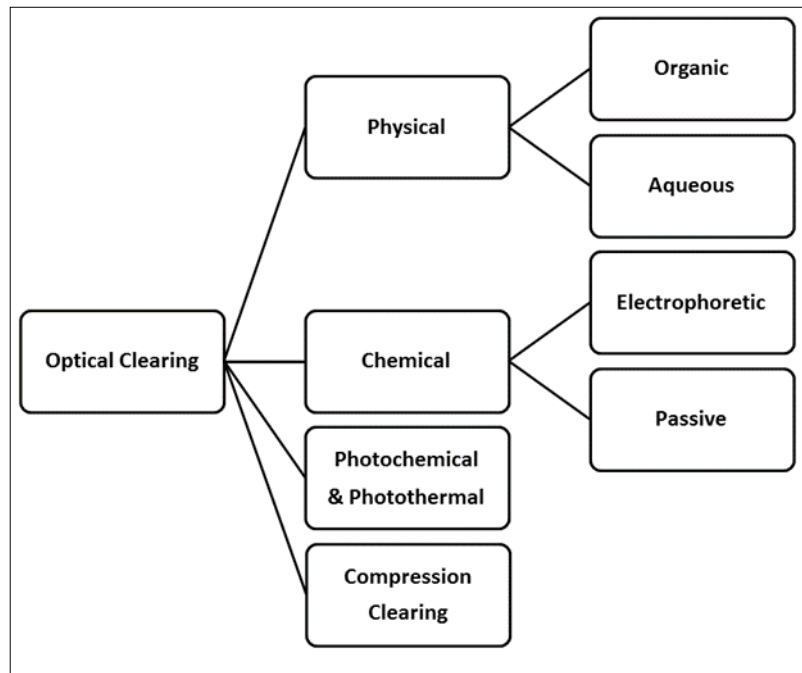 Optical Clearing
Physical
Organic
Aqueous
Chemical
Electrophoretic
Passive
Photochemical
& Photothermal
Compression
Clearing